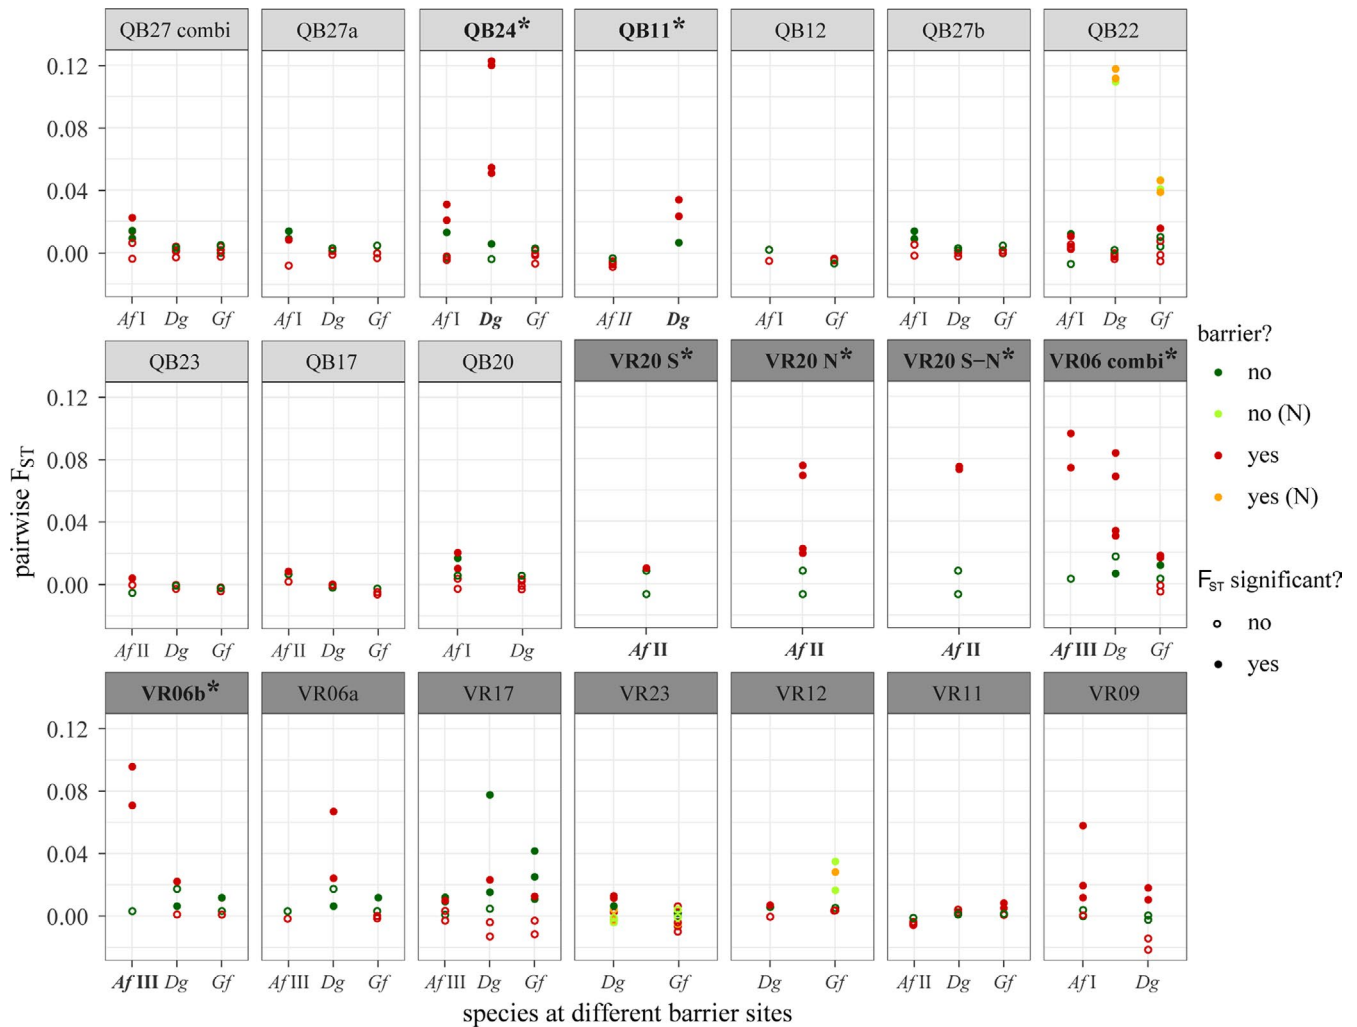 QB27 combi QB27a QB24* QB11* QB12 QB27b QB22
0.12
0.08
0.04
0.00
Af I Dg Gf Af I Dg Gf Af I Dg Gf Af II Dg Af I Gf Af I Dg Gf Af I Dg Gf
QB23 QB17 QB20 VR20 S* VR20 N* VR20 S−N* VR06 combi*
0.12
0.08
0.04
0.00
Af II Dg Gf Af II Dg Gf Af I Dg Af II Af II Af II Af III Dg Gf
VR06b* VR06a VR17 VR23 VR12 VR11 VR09
0.12
0.08
0.04
0.00
Af III Dg Gf Af III Dg Gf Af III Dg Gf Dg Gf Dg Gf Af II Dg Gf Af I Dg
pairwise FST
species at different barrier sites
barrier?
no
no (N)
yes
yes (N)
FST significant?
no
yes